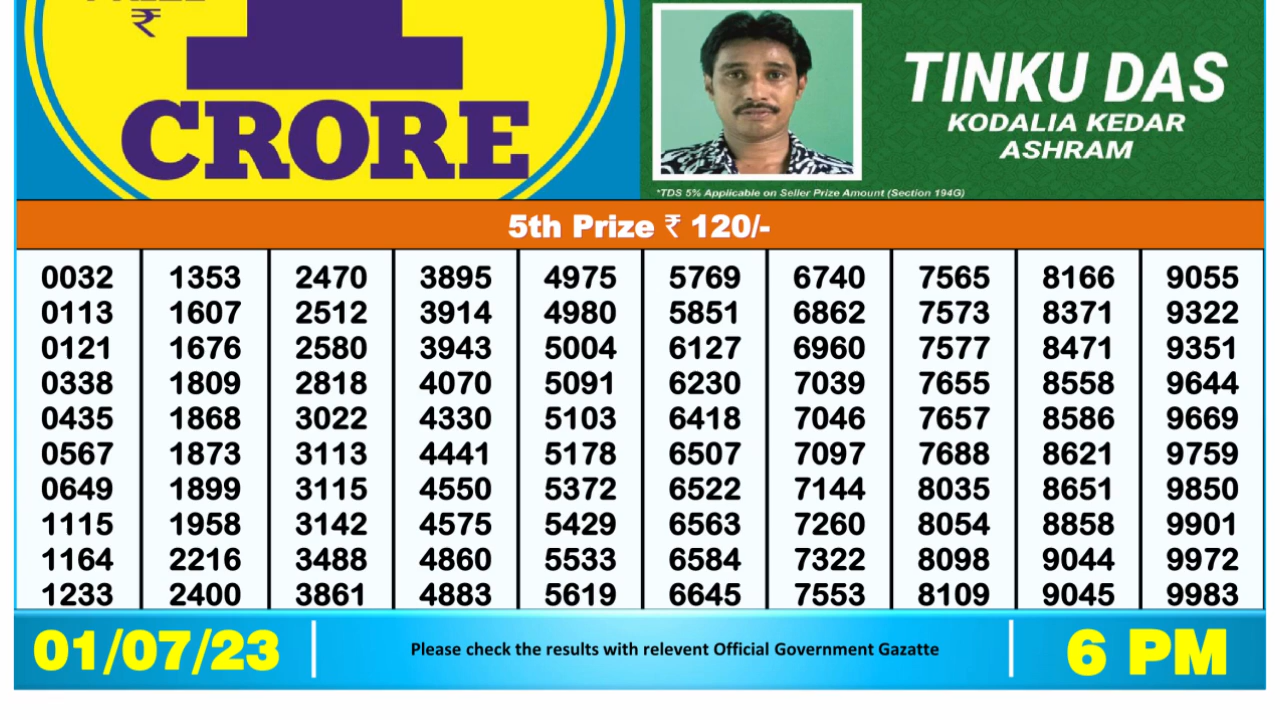 ₹
CRORE
TINKU DAS
KODALIA KEDAR
ASHRAM
*TDS 5% Applicable on Seller Prize Amount (Section 194G)
5th Prize ₹ 120/-
0032 1353 2470 3895 4975 5769 6740 7565 8166 9055
0113 1607 2512 3914 4980 5851 6862 7573 8371 9322
0121 1676 2580 3943 5004 6127 6960 7577 8471 9351
0338 1809 2818 4070 5091 6230 7039 7655 8558 9644
0435 1868 3022 4330 5103 6418 7046 7657 8586 9669
0567 1873 3113 4441 5178 6507 7097 7688 8621 9759
0649 1899 3115 4550 5372 6522 7144 8035 8651 9850
1115 1958 3142 4575 5429 6563 7260 8054 8858 9901
1164 2216 3488 4860 5533 6584 7322 8098 9044 9972
1233 2400 3861 4883 5619 6645 7553 8109 9045 9983
01/07/23
Please check the results with relevent Official Government Gazatte
6 PM